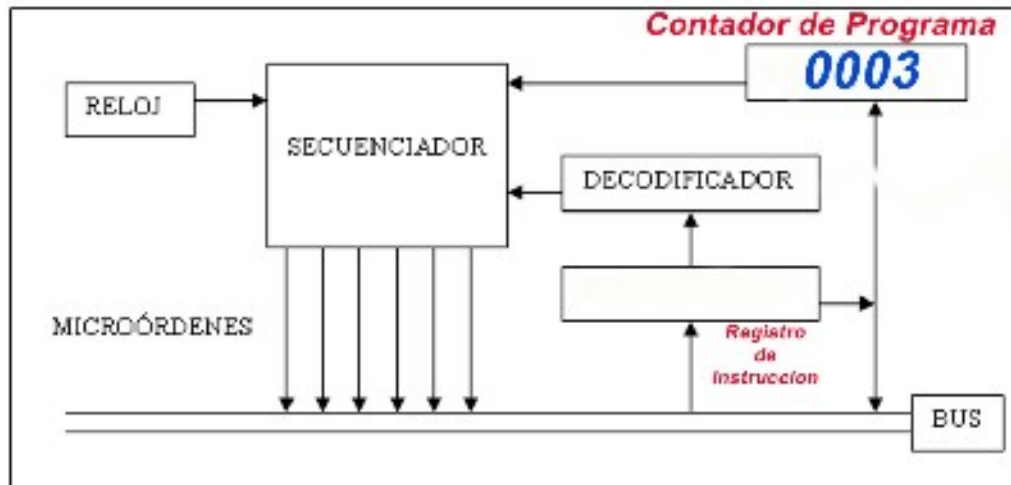 Contador de Programa
0003
RELOJ
SECUENCIADOR
DECODIFICADOR
MICROÓRDENES
Registro
de
Instruccion
BUS